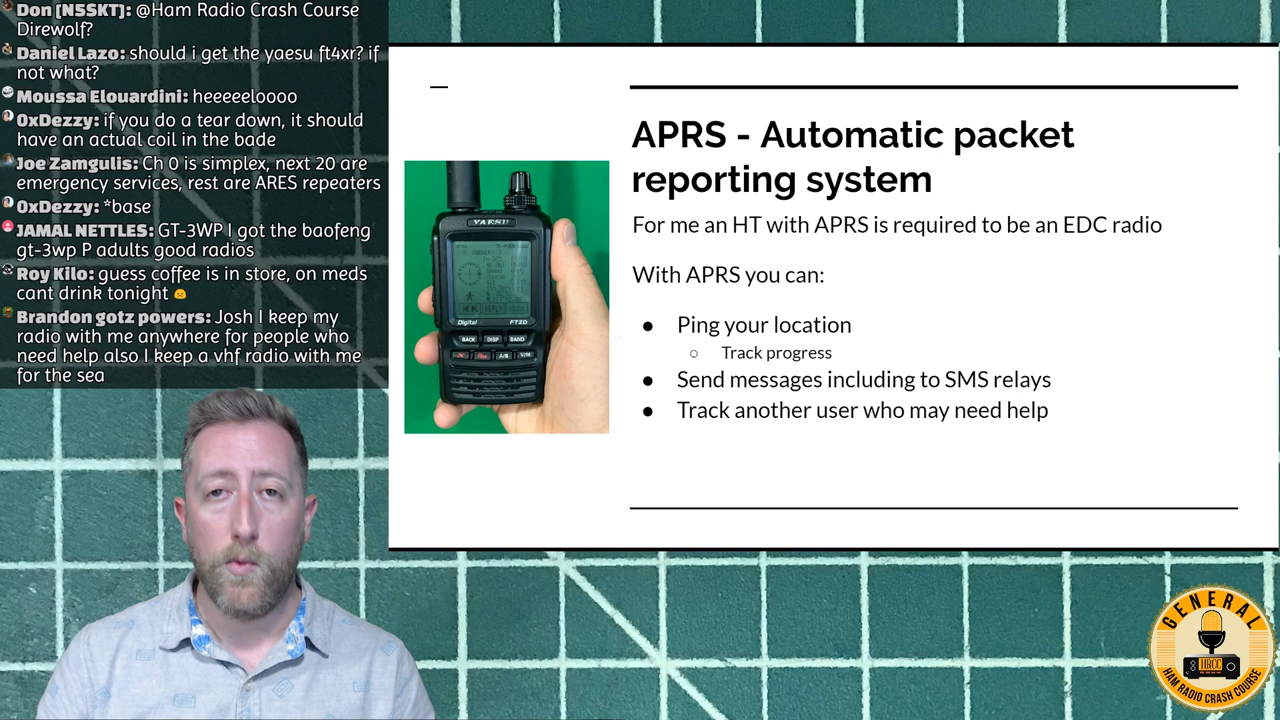 Don [N5SKT]: @Ham Radio Crash Course
Direwolf?
Daniel Lazo: should i get the yaesu ft4xr? if
not what?
Moussa Elouardini: heeeeeloooo
0xDezzy: if you do a tear down, it should
have an actual coil in the bade
Joe Zamgulis: Ch 0 is simplex, next 20 are
emergency services, rest are ARES repeaters
0xDezzy: *base
JAMAL NETTLES: GT-3WP I got the baofeng
gt-3wp P adults good radios
Roy Kilo: guess coffee is in store, on meds
cant drink tonight
Brandon gotz powers: Josh I keep my
radio with me anywhere for people who
need help also I keep a vhf radio with me
for the sea
APRS - Automatic packet
reporting system
For me an HT with APRS is required to be an EDC radio
With APRS you can:
● Ping your location
○ Track progress
● Send messages including to SMS relays
● Track another user who may need help
YAESU
Digital FT2D
BACK DISP BAND
A/B V/M
GENERAL
HRCC
HAM RADIO CRASH COURSE